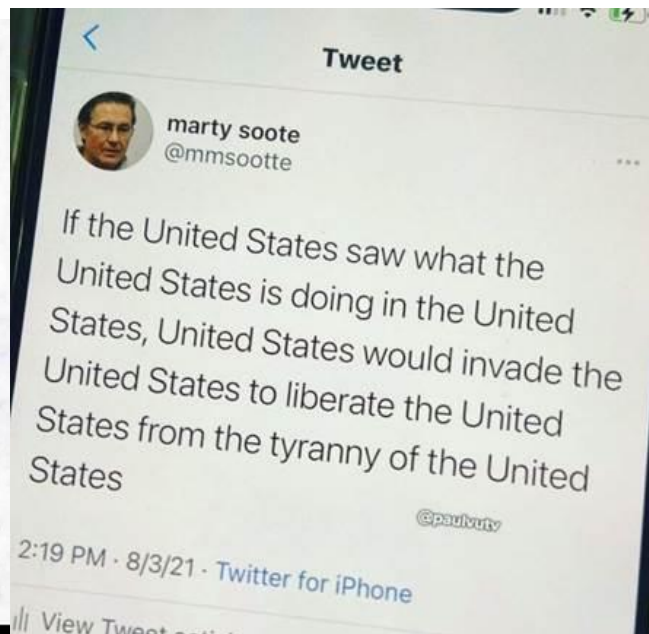 Tweet
marty soote
@mmsootte
If the United States saw what the
United States is doing in the United
States, United States would invade the
United States to liberate the United
States from the tyranny of the United
States
@paulvutv
2:19 PM · 8/3/21 · Twitter for iPhone
View Tweet